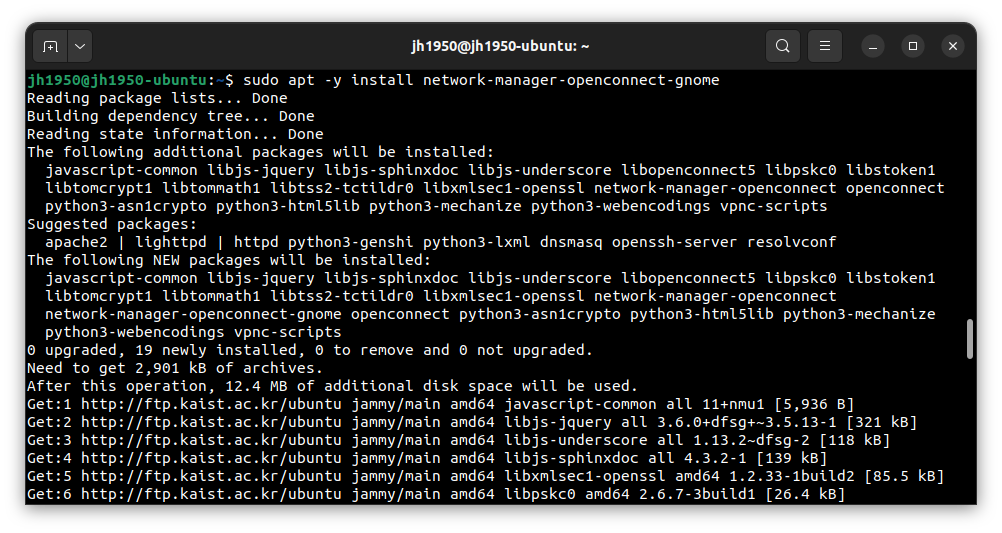 jh1950@jh1950-ubuntu: ~
jh1950@jh1950-ubuntu:~$ sudo apt -y install network-manager-openconnect-gnome
Reading package lists... Done
Building dependency tree... Done
Reading state information... Done
The following additional packages will be installed:
  javascript-common libjs-jquery libjs-sphinxdoc libjs-underscore libopenconnect5 libpskc0 libstoken1
  libtomcrypt1 libtommath1 libtss2-tctildr0 libxmlsec1-openssl network-manager-openconnect openconnect
  python3-asn1crypto python3-html5lib python3-mechanize python3-webencodings vpnc-scripts
Suggested packages:
  apache2 | lighttpd | httpd python3-genshi python3-lxml dnsmasq openssh-server resolvconf
The following NEW packages will be installed:
  javascript-common libjs-jquery libjs-sphinxdoc libjs-underscore libopenconnect5 libpskc0 libstoken1
  libtomcrypt1 libtommath1 libtss2-tctildr0 libxmlsec1-openssl network-manager-openconnect
  network-manager-openconnect-gnome openconnect python3-asn1crypto python3-html5lib python3-mechanize
  python3-webencodings vpnc-scripts
0 upgraded, 19 newly installed, 0 to remove and 0 not upgraded.
Need to get 2,901 kB of archives.
After this operation, 12.4 MB of additional disk space will be used.
Get:1 http://ftp.kaist.ac.kr/ubuntu jammy/main amd64 javascript-common all 11+nmu1 [5,936 B]
Get:2 http://ftp.kaist.ac.kr/ubuntu jammy/main amd64 libjs-jquery all 3.6.0+dfsg+~3.5.13-1 [321 kB]
Get:3 http://ftp.kaist.ac.kr/ubuntu jammy/main amd64 libjs-underscore all 1.13.2~dfsg-2 [118 kB]
Get:4 http://ftp.kaist.ac.kr/ubuntu jammy/main amd64 libjs-sphinxdoc all 4.3.2-1 [139 kB]
Get:5 http://ftp.kaist.ac.kr/ubuntu jammy/main amd64 libxmlsec1-openssl amd64 1.2.33-1build2 [85.5 kB]
Get:6 http://ftp.kaist.ac.kr/ubuntu jammy/main amd64 libpskc0 amd64 2.6.7-3build1 [26.4 kB]